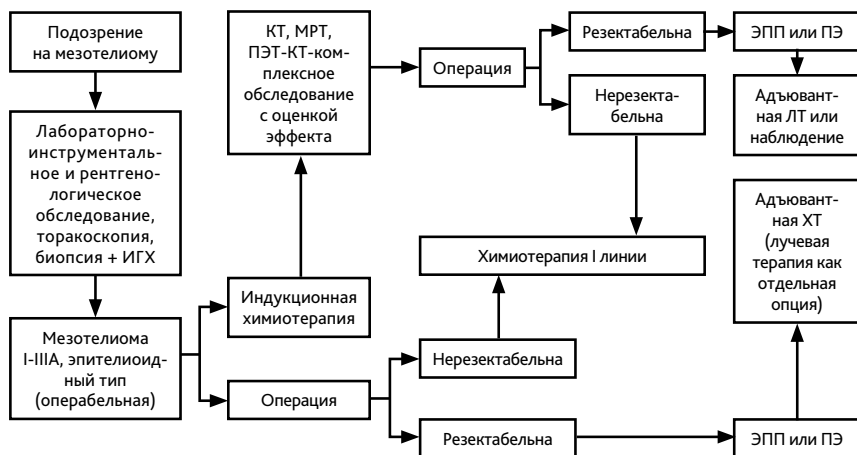 Подозрение
на мезотелиому
Лабораторно-
инструменталь-
ное и рентгено-
логическое
обследование,
торакоскопия,
биопсия + ИГХ
Мезотелиома
I-IIIA, эпителиоид-
ный тип
(операбельная)
КТ, МРТ,
ПЭТ-КТ-ком-
плексное
обследование
с оценкой
эффекта
Индукционная
химиотерапия
Операция
Операция
Резектабельна
Нерезекта-
бельна
ЭПП или ПЭ
Адъювант-
ная ЛТ или
наблюдение
Химиотерапия I линии
Нерезектабельна
Резектабельна
ЭПП или ПЭ
Адъювант-
ная ХТ
(лучевая
терапия как
отдельная
опция)